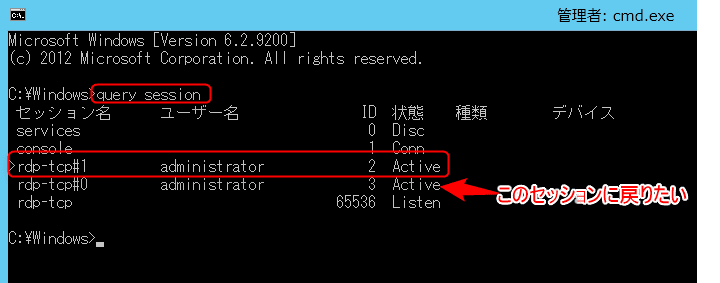 管理者: cmd.exe
Microsoft Windows [Version 6.2.9200]
(c) 2012 Microsoft Corporation. All rights reserved.
C:¥Windows>query session
セッション名 ユーザー名 ID 状態 種類 デバイス
services 0 Disc
console 1 Conn
>rdp-tcp#1 administrator 2 Active
rdp-tcp#0 administrator 3 Active このセッションに戻りたい
rdp-tcp 65536 Listen
C:¥Windows>_